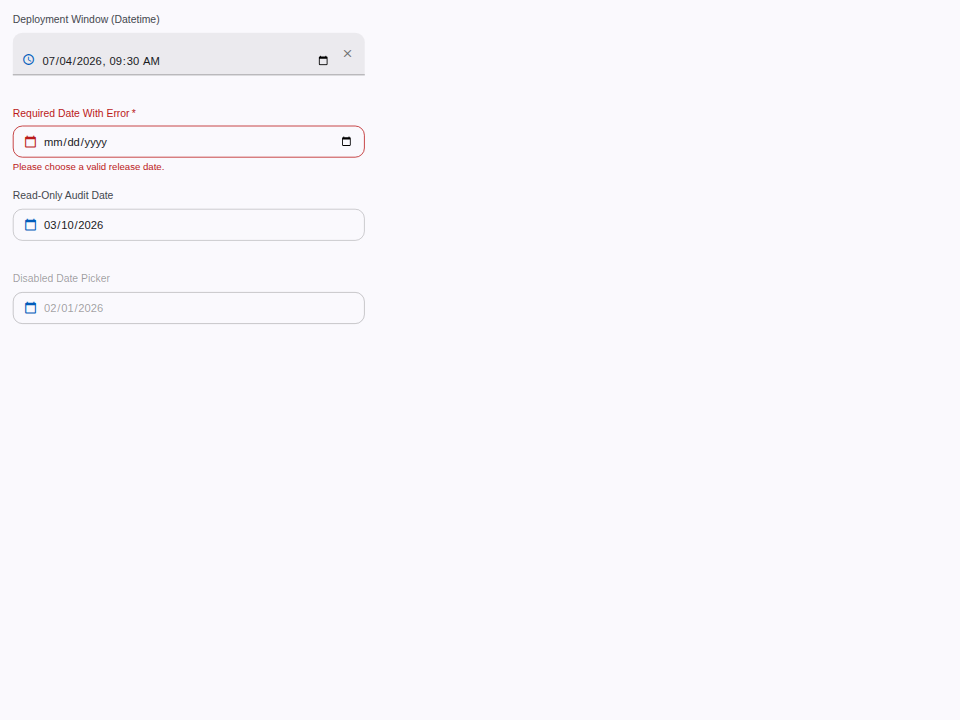 Deployment Window (Datetime)
07/04/2026, 09:30 AM
Required Date With Error *
mm/dd/yyyy
Please choose a valid release date.
Read-Only Audit Date
03/10/2026
Disabled Date Picker
02/01/2026